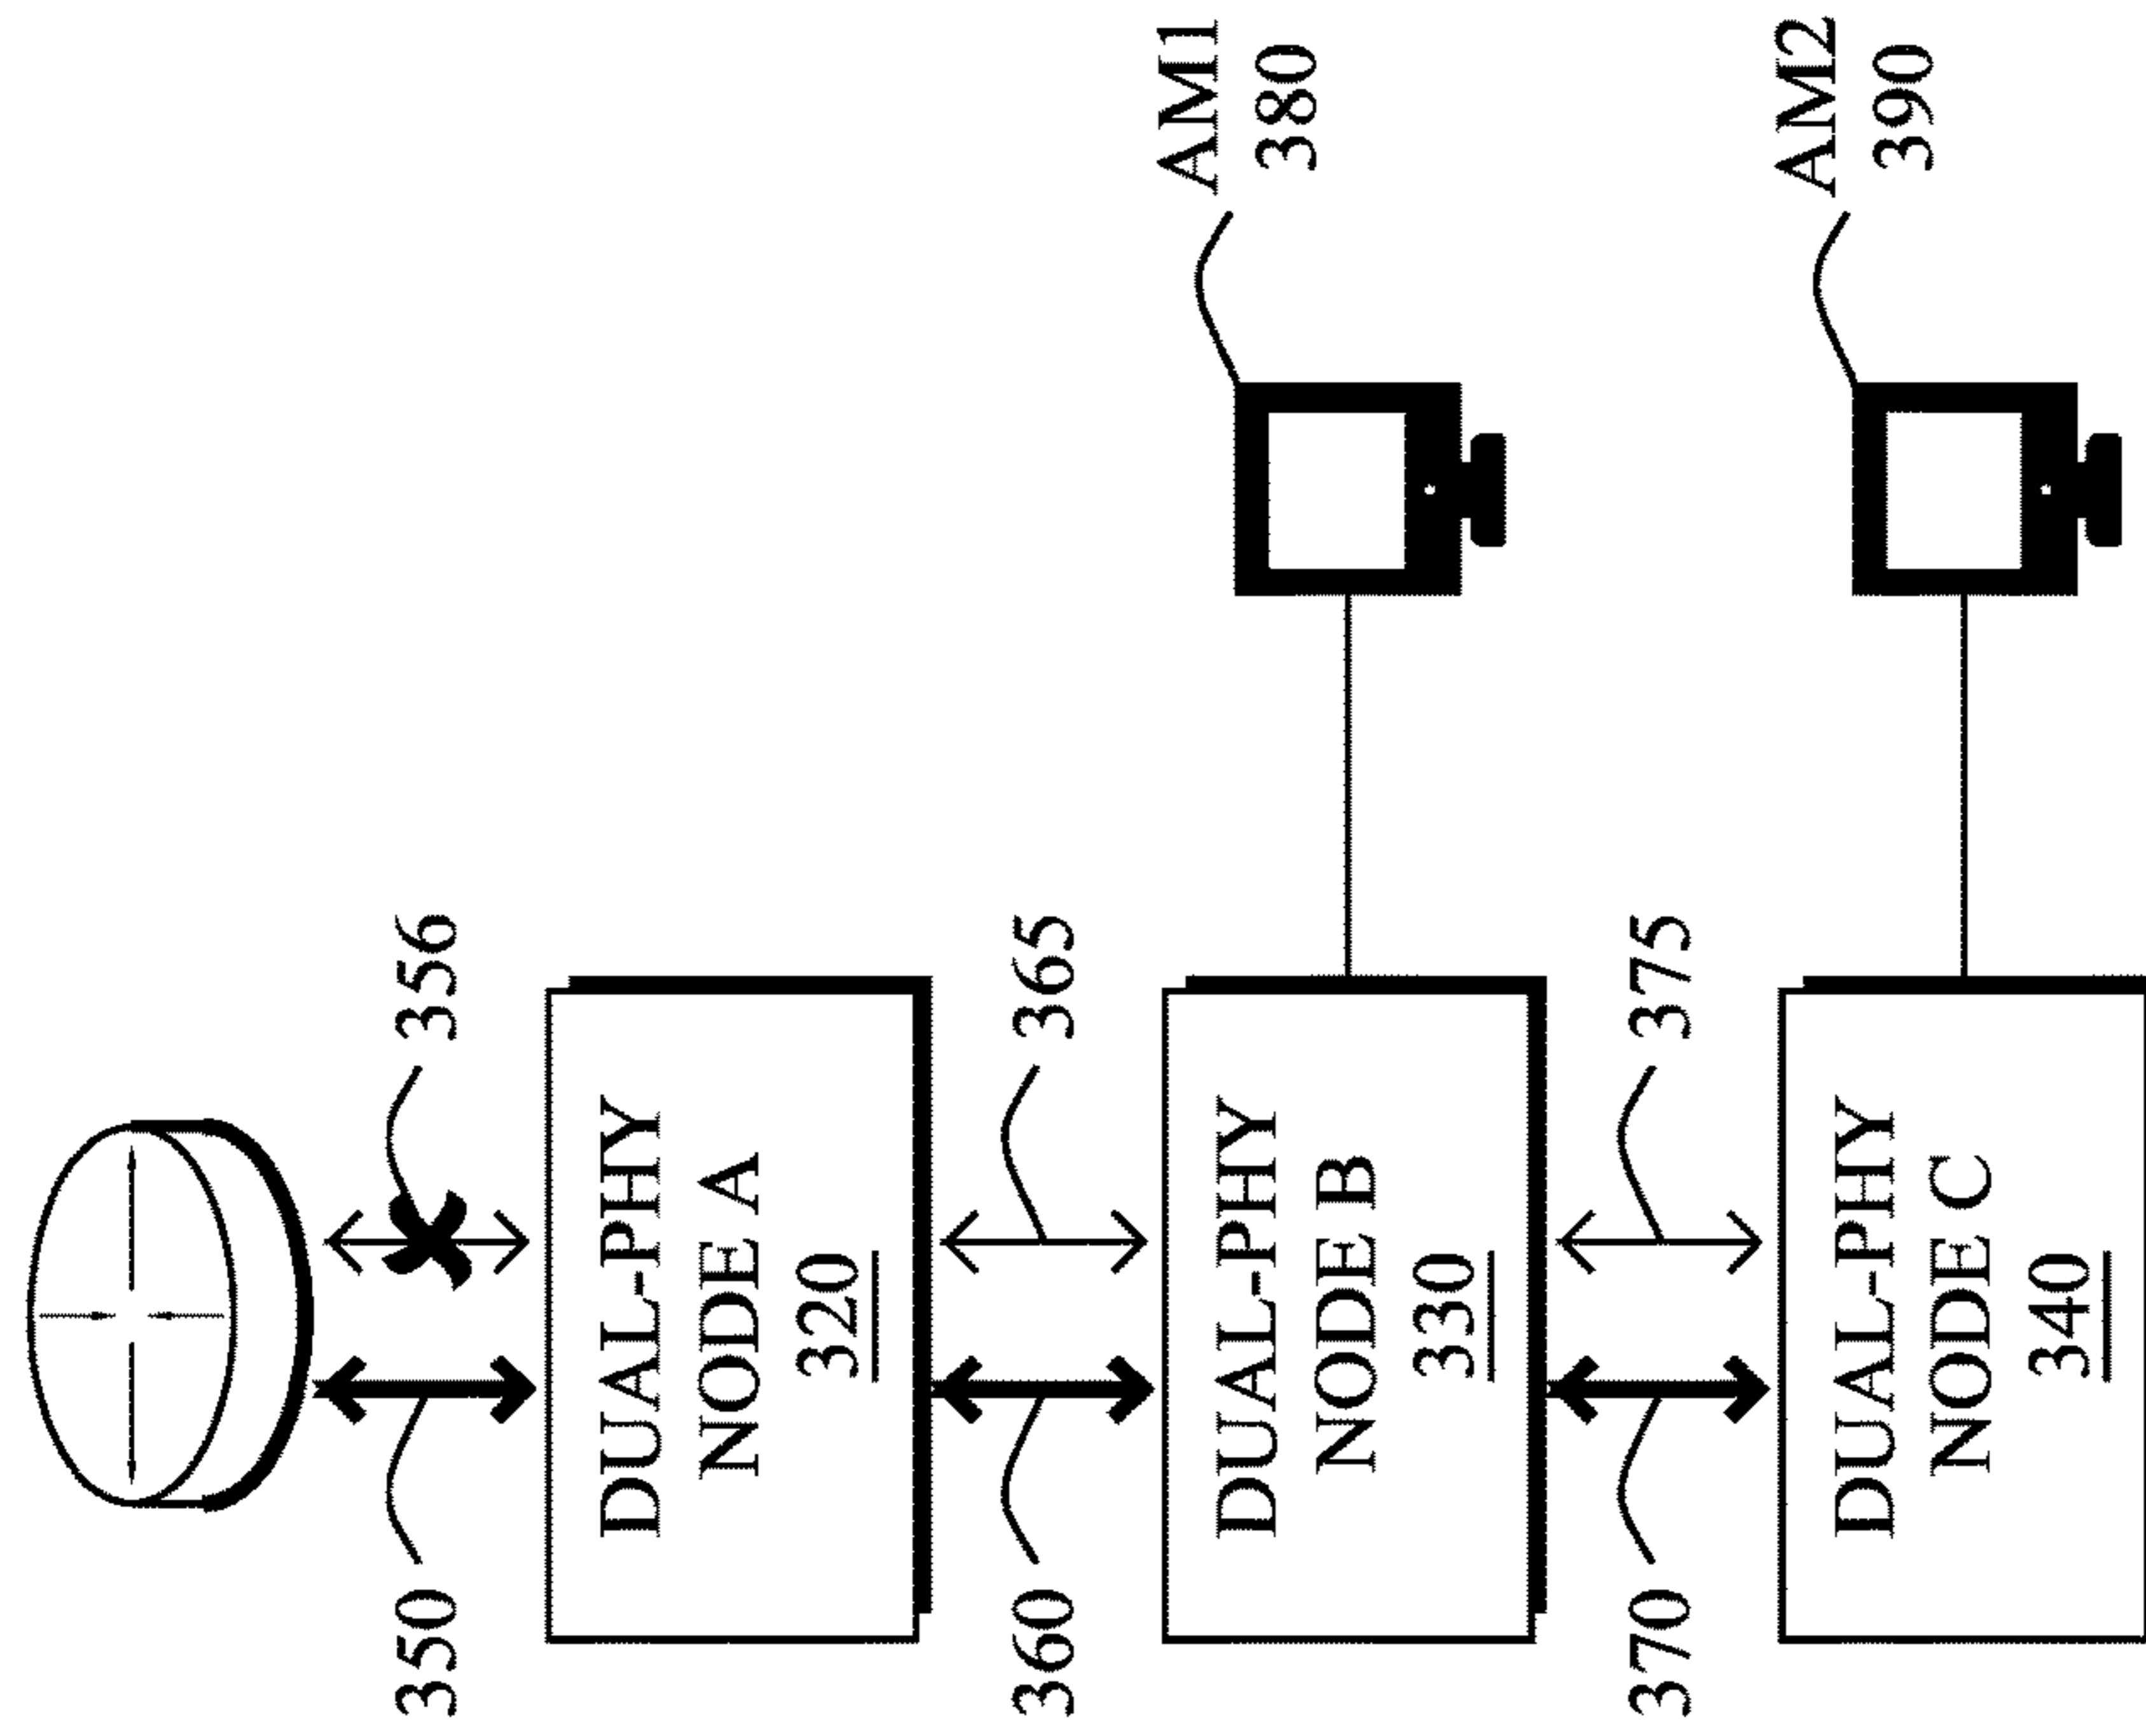 350
356
DUAL-PHY
NODE A
320
360
365
DUAL-PHY
NODE B
330
AM1
380
370
375
DUAL-PHY
NODE C
340
AM2
390